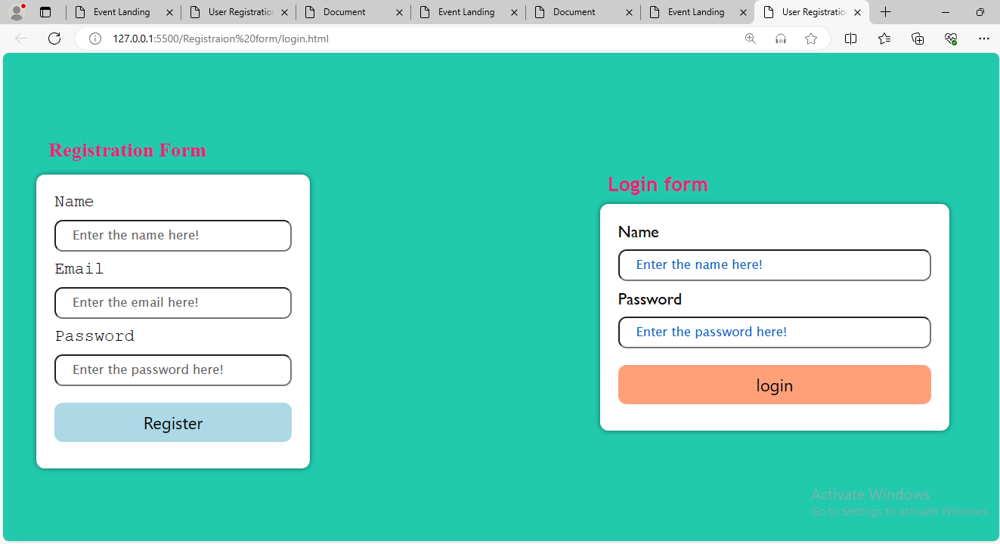 Event Landing
User Registration
Document
Event Landing
Document
Event Landing
User Registration
127.0.0.1:5500/Registraion%20form/login.html
Registration Form
Name
Enter the name here!
Email
Enter the email here!
Password
Enter the password here!
Register
Login form
Name
Enter the name here!
Password
Enter the password here!
login
Activate Windows
Go to Settings to activate Windows.